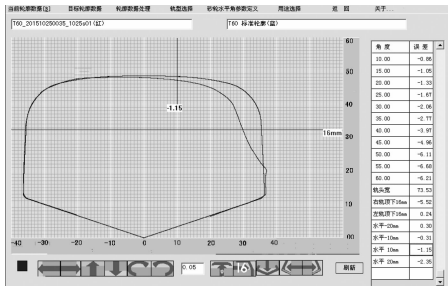 当前轮廓数据(S) 目标轮廓数据 轮廓数据处理 轨型选择 砂轮水平角参数定义 用途选择 返 回 关于...
T60_201510250035_1025s01(红) T60 标准轮廓(蓝)
60
50
40
30
20
10
00
-1.15
16mm
-40 -30 -20 -10 0 10 20 30 40
0.05
刷新
角 度 误 差
10.00 -0.86
15.00 -1.05
20.00 -1.33
25.00 -1.67
30.00 -2.06
35.00 -2.77
40.00 -3.97
45.00 -4.96
50.00 -6.11
55.00 -6.60
60.00 -6.21
轨头宽 73.53
右轨顶下16mm -5.52
左轨顶下16mm 0.24
水平-20mm 0.30
水平-10mm -0.31
水平 10mm -1.15
水平 20mm -2.35